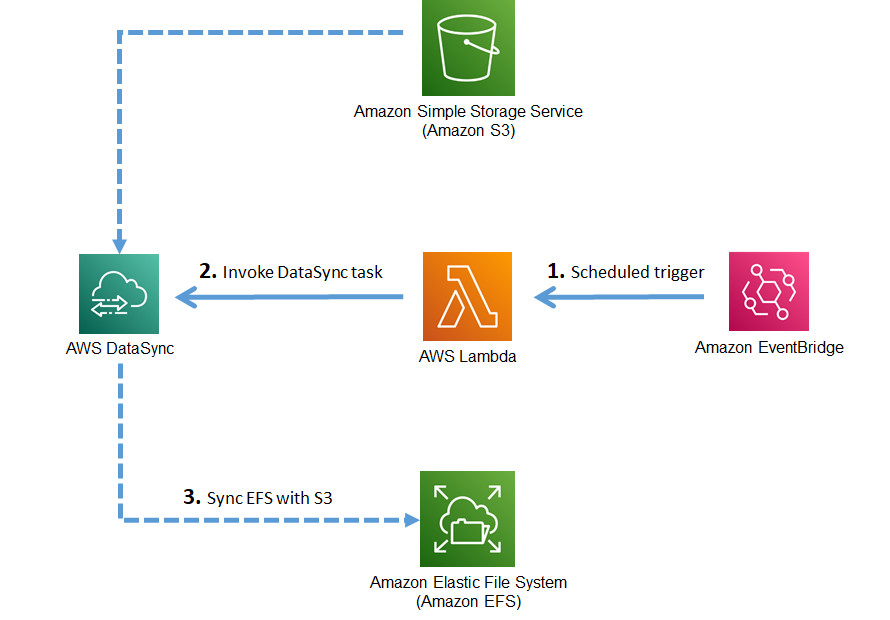 Amazon Simple Storage Service
(Amazon S3)
2. Invoke DataSync task
1. Scheduled trigger
AWS DataSync
AWS Lambda
Amazon EventBridge
3. Sync EFS with S3
Amazon Elastic File System
(Amazon EFS)